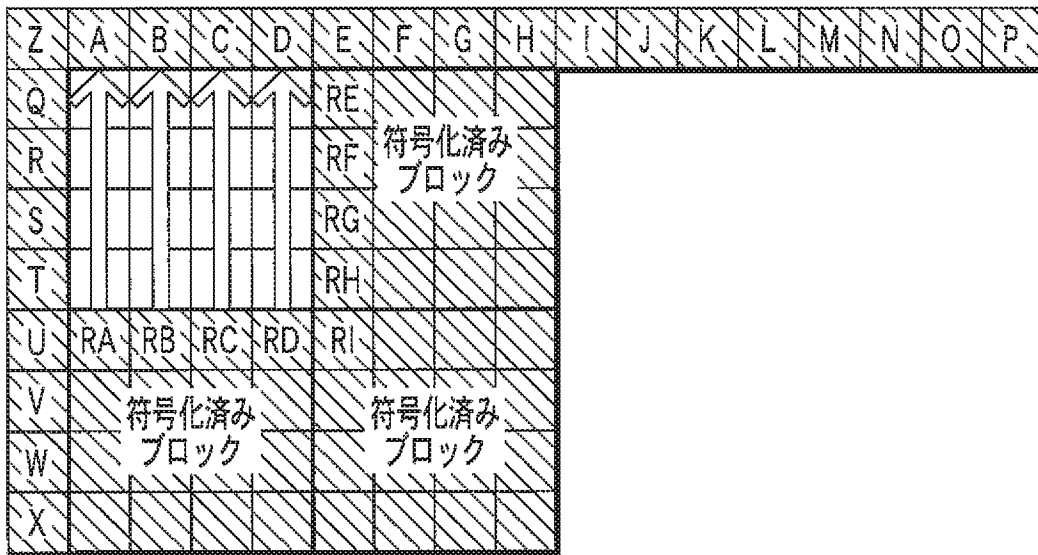 Z A B C D E F G H I J K L M N O P
Q RE
R RF 符号化済み
ブロック
S RG
T RH
U RA RB RC RD RI
V 符号化済み 符号化済み
W ブロック ブロック
X